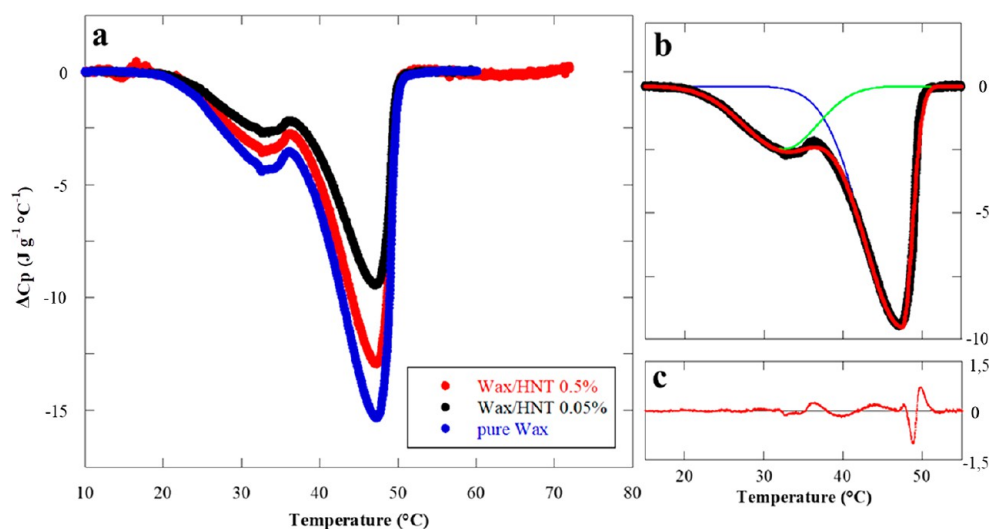 a
0
-5
-10
-15
10 20 30 40 50 60 70 80
ΔCp (J g⁻¹ °C⁻¹)
Temperature (°C)
Wax/HNT 0.5%
Wax/HNT 0.05%
pure Wax
b
0
-5
-10
c
1,5
0
-1,5
20 30 40 50
Temperature (°C)